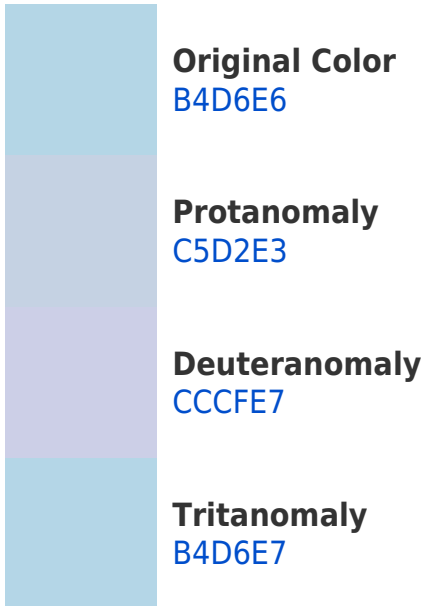 Original Color
B4D6E6
Protanomaly
C5D2E3
Deuteranomaly
CCCFE7
Tritanomaly
B4D6E7